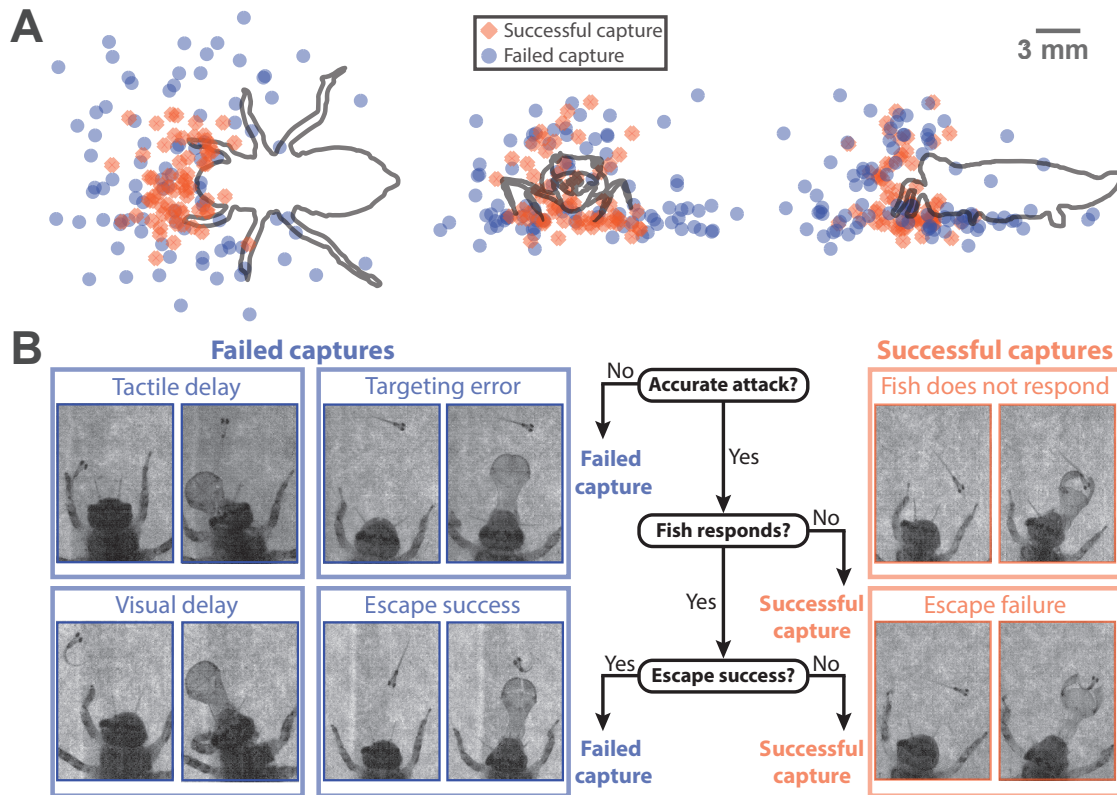 A
Successful capture
Failed capture
3 mm
B
Failed captures
Successful captures
Tactile delay
Targeting error
Visual delay
Escape success
No
Accurate attack?
Failed
capture
Yes
Fish responds?
No
Yes
Successful
capture
Yes
Escape success?
No
Failed
capture
Successful
capture
Fish does not respond
Escape failure